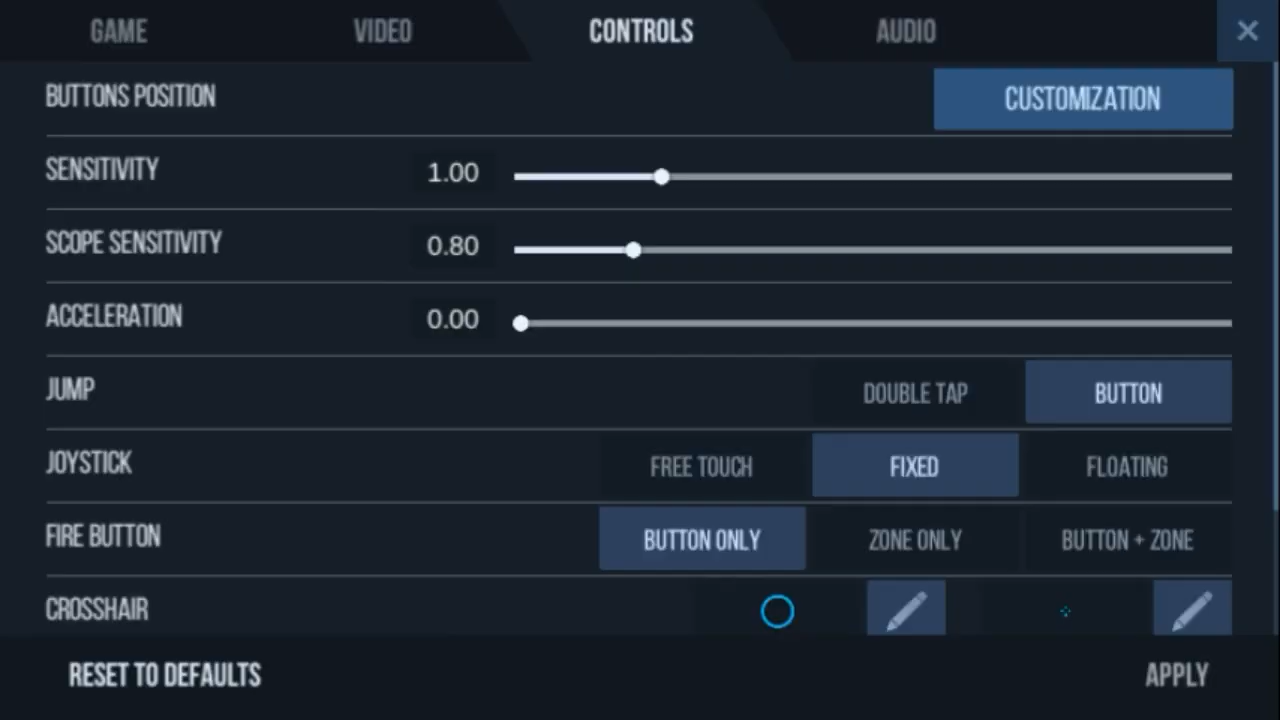 GAME VIDEO CONTROLS AUDIO ×
BUTTONS POSITION CUSTOMIZATION
SENSITIVITY 1.00
SCOPE SENSITIVITY 0.80
ACCELERATION 0.00
JUMP DOUBLE TAP BUTTON
JOYSTICK FREE TOUCH FIXED FLOATING
FIRE BUTTON BUTTON ONLY ZONE ONLY BUTTON + ZONE
CROSSHAIR
RESET TO DEFAULTS APPLY